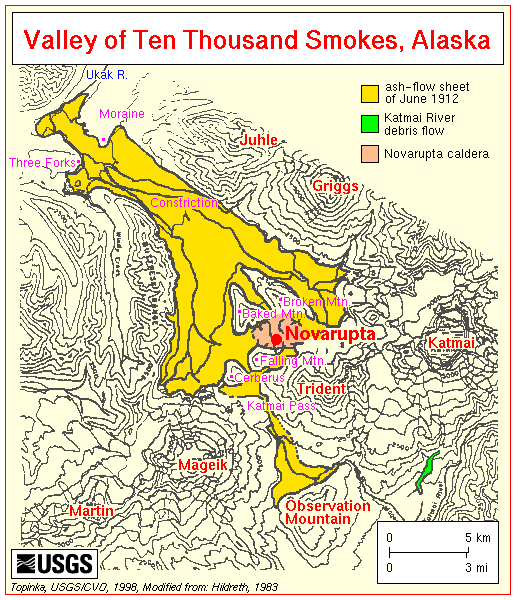 Valley of Ten Thousand Smokes, Alaska
Ukak R.
ash-flow sheet
of June 1912
Moraine
Katmai River
debris flow
Juhle
Novarupta caldera
Three Forks
Griggs
Constriction
Windy Creek
Broken Mtn.
Baked Mtn.
Novarupta
Katmai
Falling Mtn.
Cerberus
Trident
Katmai Pass
Mageik
Observation
Mountain
Martin
0 5 km
0 3 mi
USGS
Topinka, USGS/CVO, 1998, Modified from: Hildreth, 1983